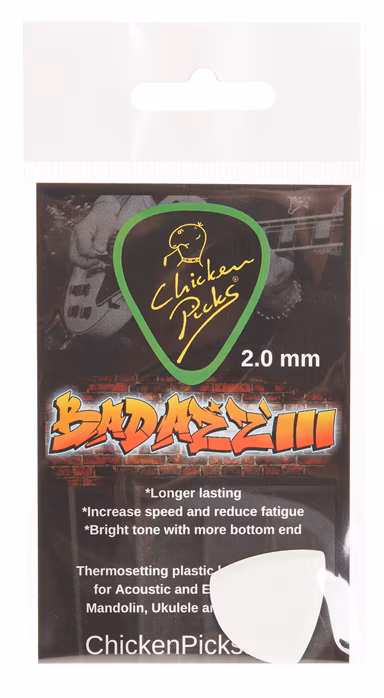 Chicken
Picks®
2.0 mm
BADAZZ III
*Longer lasting
*Increase speed and reduce fatigue
*Bright tone with more bottom end
Thermosetting plastic
for Acoustic and
Mandolin, Ukulele
ChickenPicks